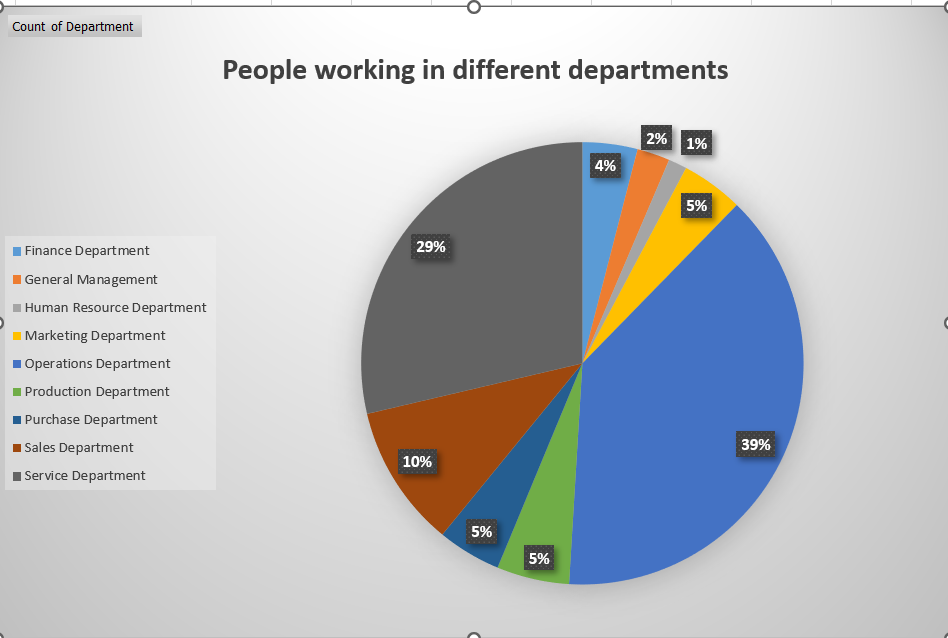 Count of Department
People working in different departments
2%
1%
4%
5%
29%
Finance Department
General Management
Human Resource Department
Marketing Department
Operations Department
Production Department
Purchase Department
Sales Department
Service Department
39%
10%
5%
5%